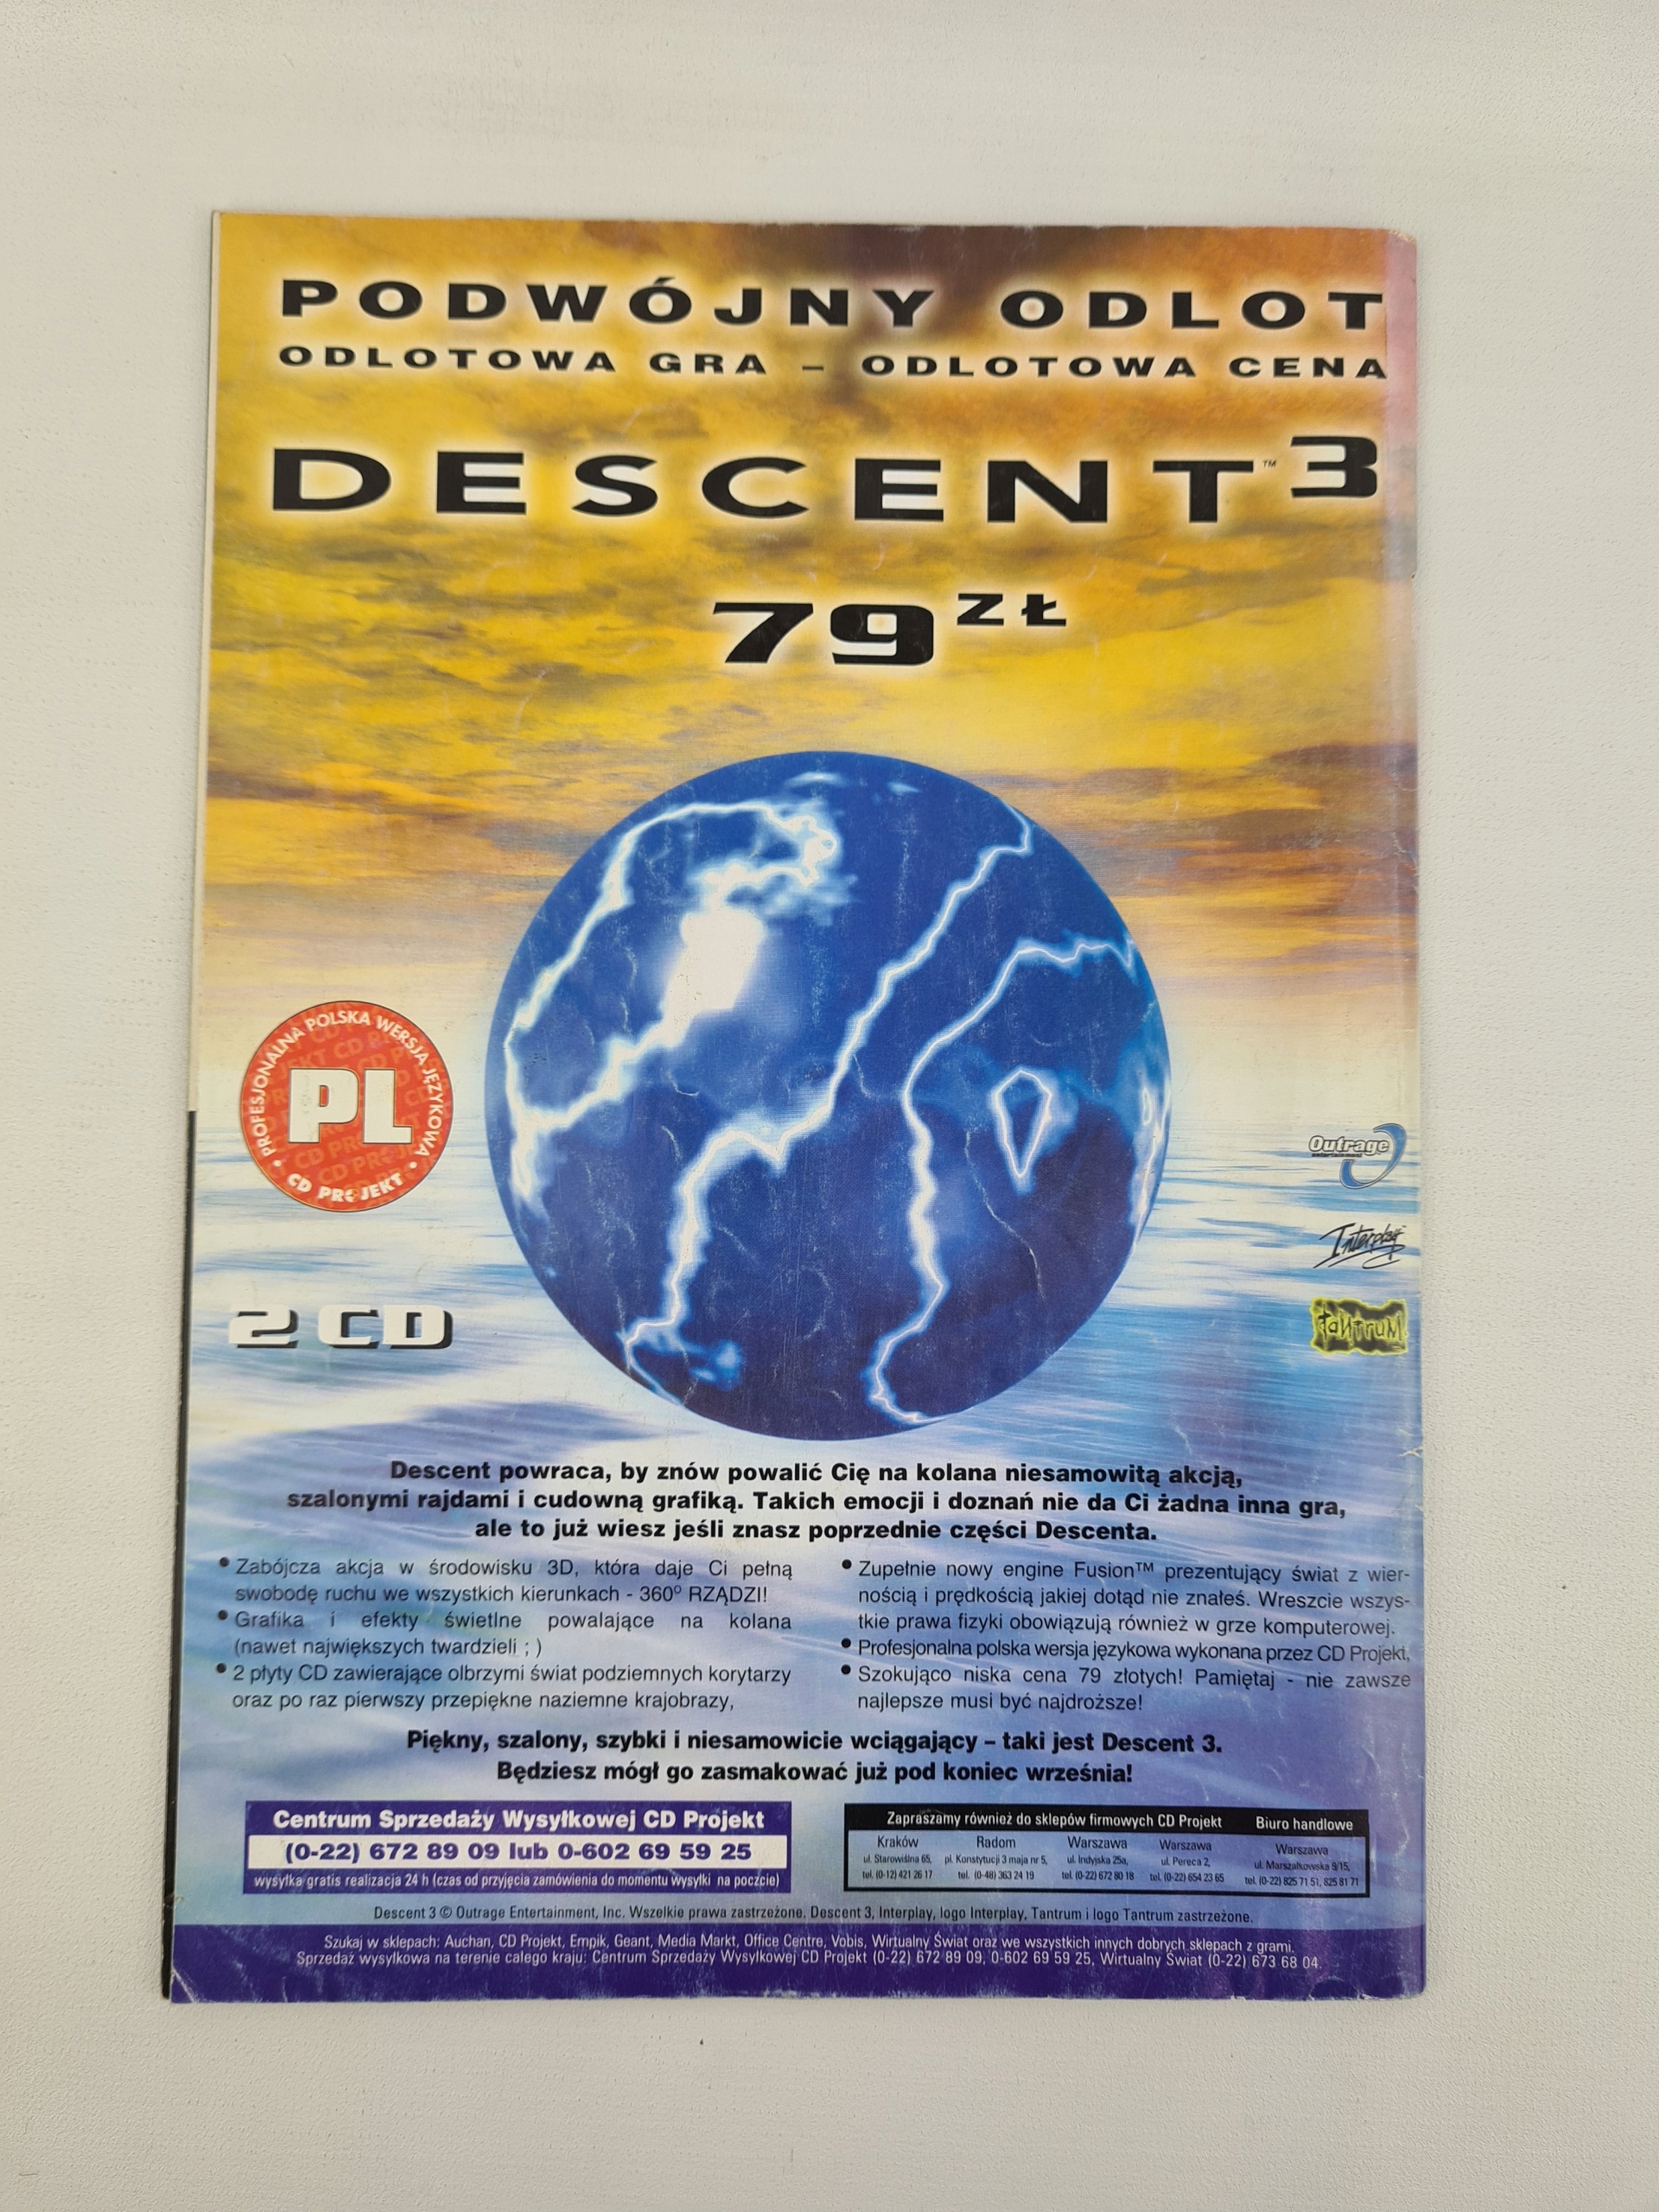 PODWÓJNY ODLOT
ODLOTOWA GRA – ODLOTOWA CENA
DESCENT™3
79 ZŁ
• PROFESJONALNA POLSKA WERSJA JĘZYKOWA •
PL
CD PROJEKT
2 CD
Outrage
Interplay
Tantrum
Descent powraca, by znów powalić Cię na kolana niesamowitą akcją,
szalonymi rajdami i cudowną grafiką. Takich emocji i doznań nie da Ci żadna inna gra,
ale to już wiesz jeśli znasz poprzednie części Descenta.
• Zabójcza akcja w środowisku 3D, która daje Ci pełną
swobodę ruchu we wszystkich kierunkach - 360º RZĄDZI!
• Grafika i efekty świetlne powalające na kolana
(nawet największych twardzieli ; )
• 2 płyty CD zawierające olbrzymi świat podziemnych korytarzy
oraz po raz pierwszy przepiękne naziemne krajobrazy,
• Zupełnie nowy engine Fusion™ prezentujący świat z wier-
nością i prędkością jakiej dotąd nie znałeś. Wreszcie wszys-
tkie prawa fizyki obowiązują również w grze komputerowej.
• Profesjonalna polska wersja językowa wykonana przez CD Projekt,
• Szokująco niska cena 79 złotych! Pamiętaj - nie zawsze
najlepsze musi być najdroższe!
Piękny, szalony, szybki i niesamowicie wciągający – taki jest Descent 3.
Będziesz mógł go zasmakować już pod koniec września!
Centrum Sprzedaży Wysyłkowej CD Projekt
(0-22) 672 89 09 lub 0-602 69 59 25
wysyłka gratis realizacja 24 h (czas od przyjęcia zamówienia do momentu wysyłki na poczcie)
Zapraszamy również do sklepów firmowych CD Projekt Biuro handlowe
Kraków Radom Warszawa Warszawa Warszawa
ul. Starowiślna 65, pl. Konstytucji 3 maja nr 5, ul. Indyjska 25a, ul. Pereca 2, ul. Marszałkowska 9/15,
tel. (0-12) 421 26 17 tel. (0-48) 363 24 19 tel. (0-22) 672 80 18 tel. (0-22) 654 23 65 tel. (0-22) 825 71 51, 825 81 71
Descent 3 © Outrage Entertainment, Inc. Wszelkie prawa zastrzeżone. Descent 3, Interplay, logo Interplay, Tantrum i logo Tantrum zastrzeżone.
Szukaj w sklepach: Auchan, CD Projekt, Empik, Geant, Media Markt, Office Centre, Vobis, Wirtualny Świat oraz we wszystkich innych dobrych sklepach z grami.
Sprzedaż wysyłkowa na terenie całego kraju: Centrum Sprzedaży Wysyłkowej CD Projekt (0-22) 672 89 09, 0-602 69 59 25, Wirtualny Świat (0-22) 673 68 04.